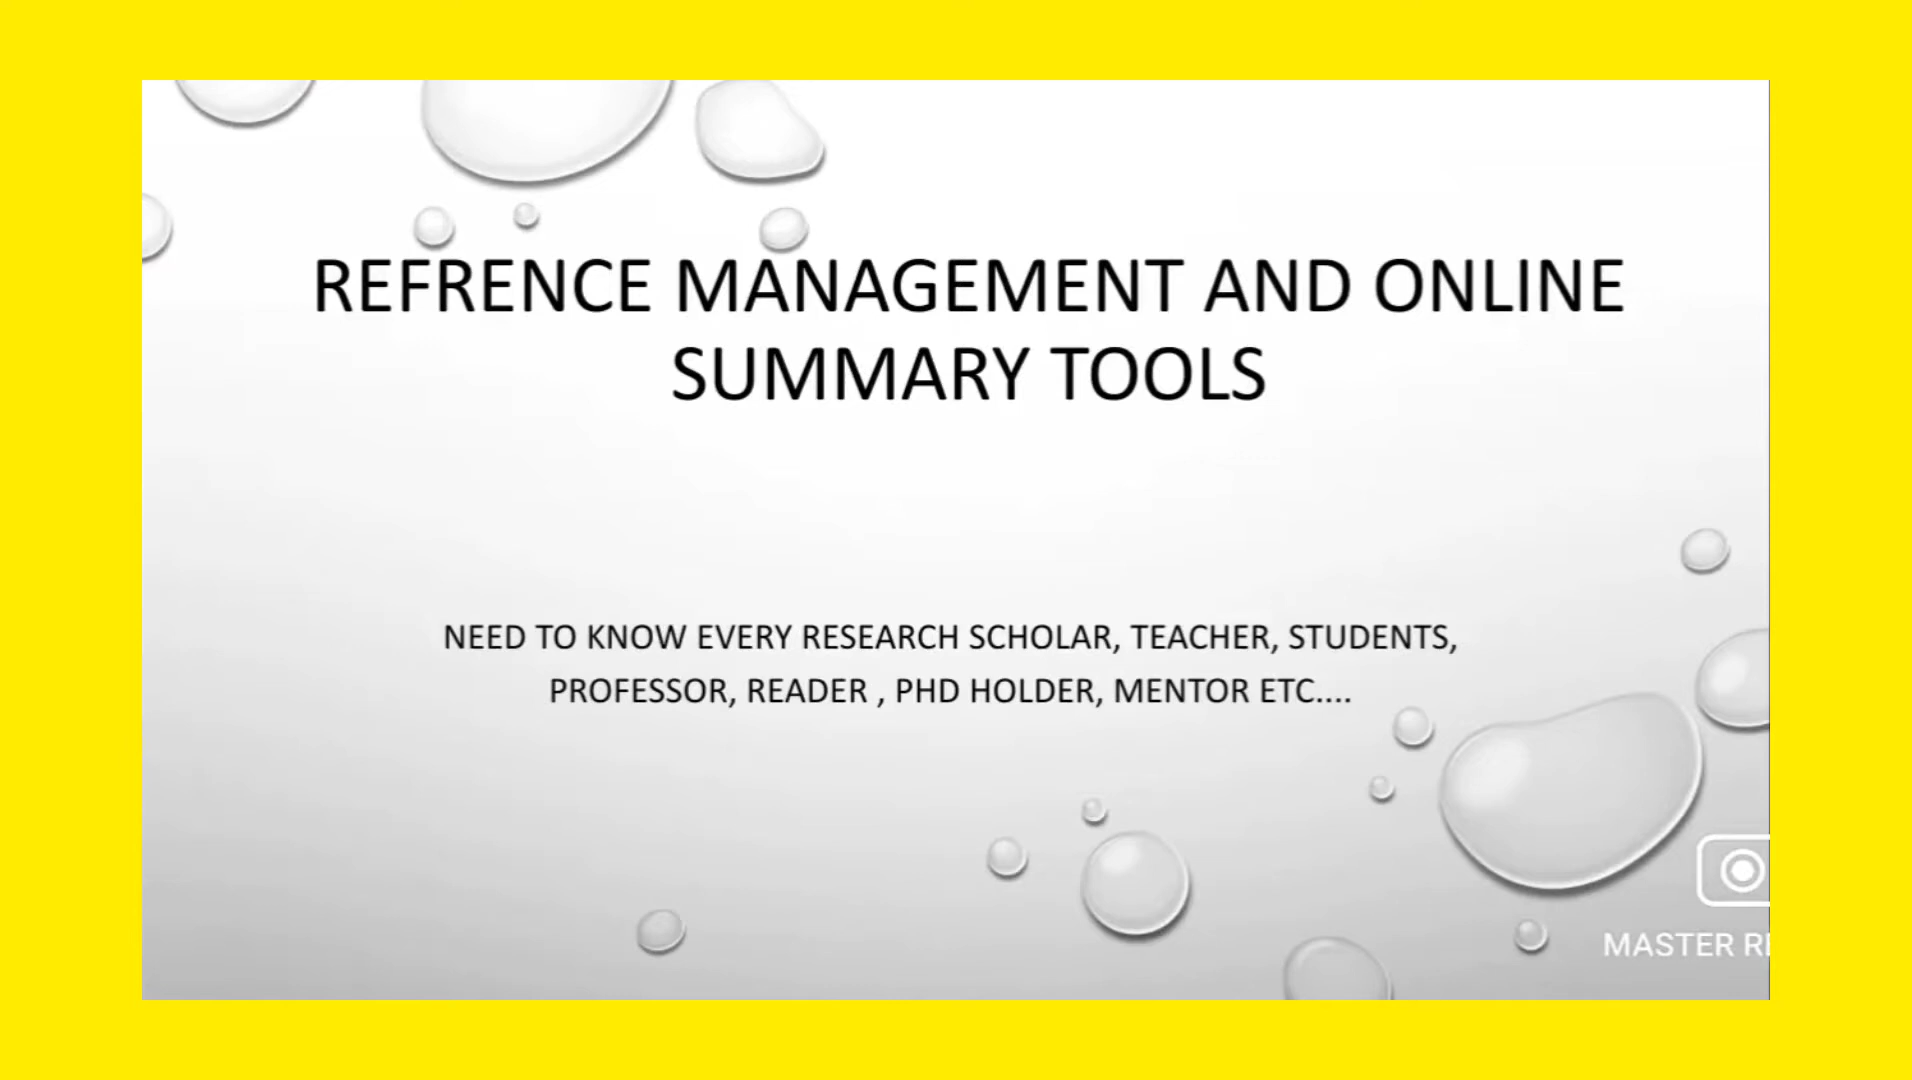 REFRENCE MANAGEMENT AND ONLINE
SUMMARY TOOLS
NEED TO KNOW EVERY RESEARCH SCHOLAR, TEACHER, STUDENTS,
PROFESSOR, READER , PHD HOLDER, MENTOR ETC....
MASTER